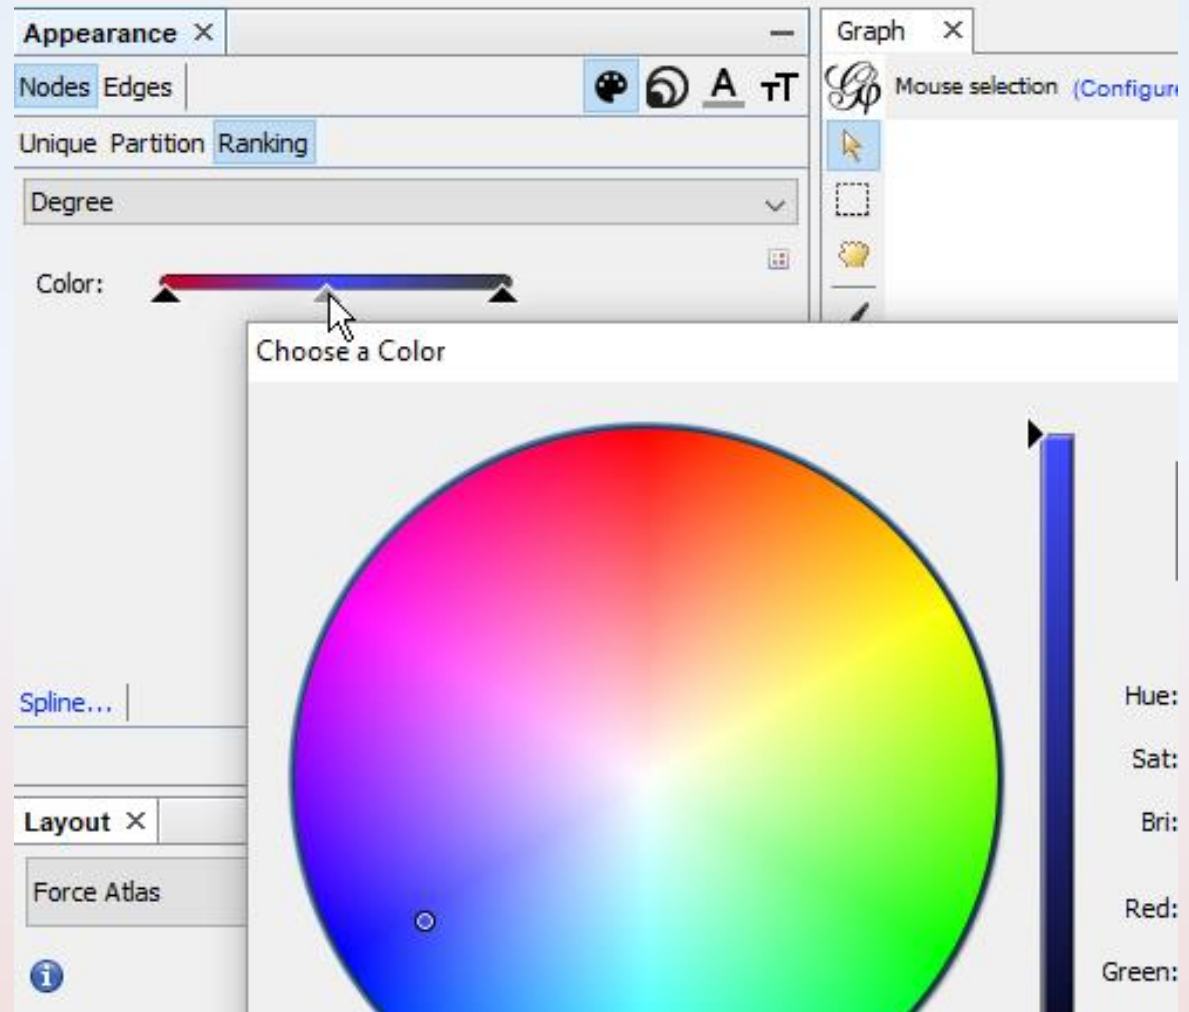 Appearance
Graph
Nodes Edges
A TT
Mouse selection (Configure
Unique Partition Ranking
Degree
Color:
Choose a Color
Spline...
Hue:
Sat:
Layout
Bri:
Force Atlas
Red:
Green: